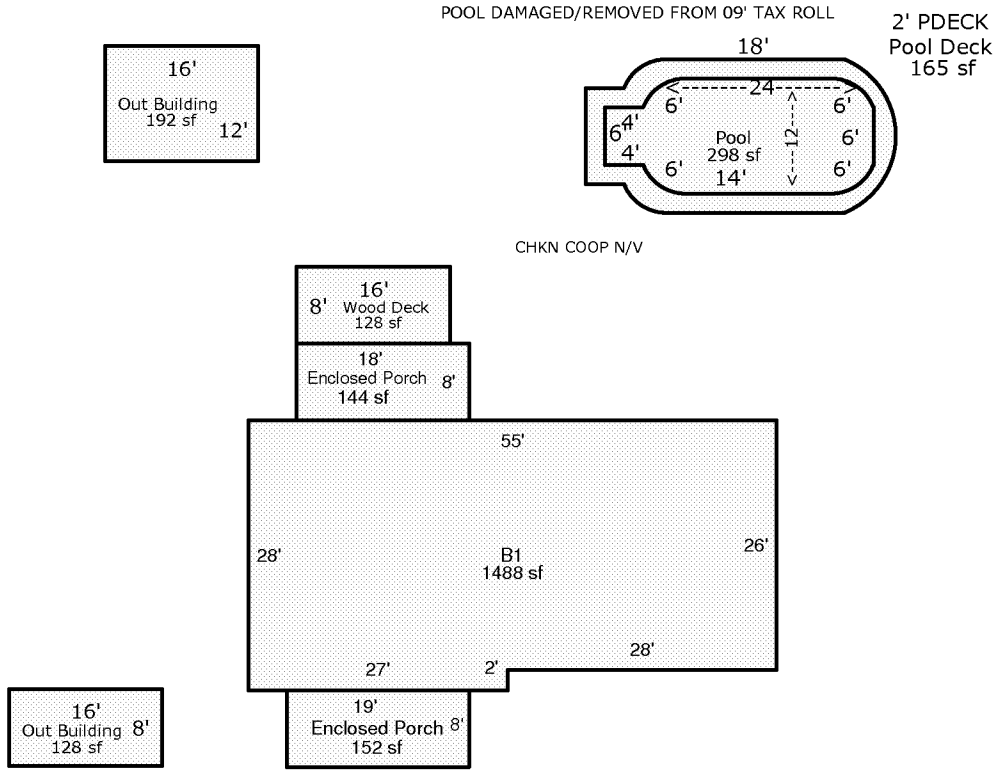 POOL DAMAGED/REMOVED FROM 09' TAX ROLL
2' PDECK
Pool Deck
165 sf
16'
Out Building
192 sf
12'
18'
24
6'
6'
4'
6'
12
Pool
298 sf
6'
4'
6'
14'
6'
CHKN COOP N/V
16'
8'
Wood Deck
128 sf
18'
Enclosed Porch
8'
144 sf
55'
28'
B1
1488 sf
26'
28'
27'
2'
19'
Enclosed Porch
8'
152 sf
16'
Out Building
8'
128 sf